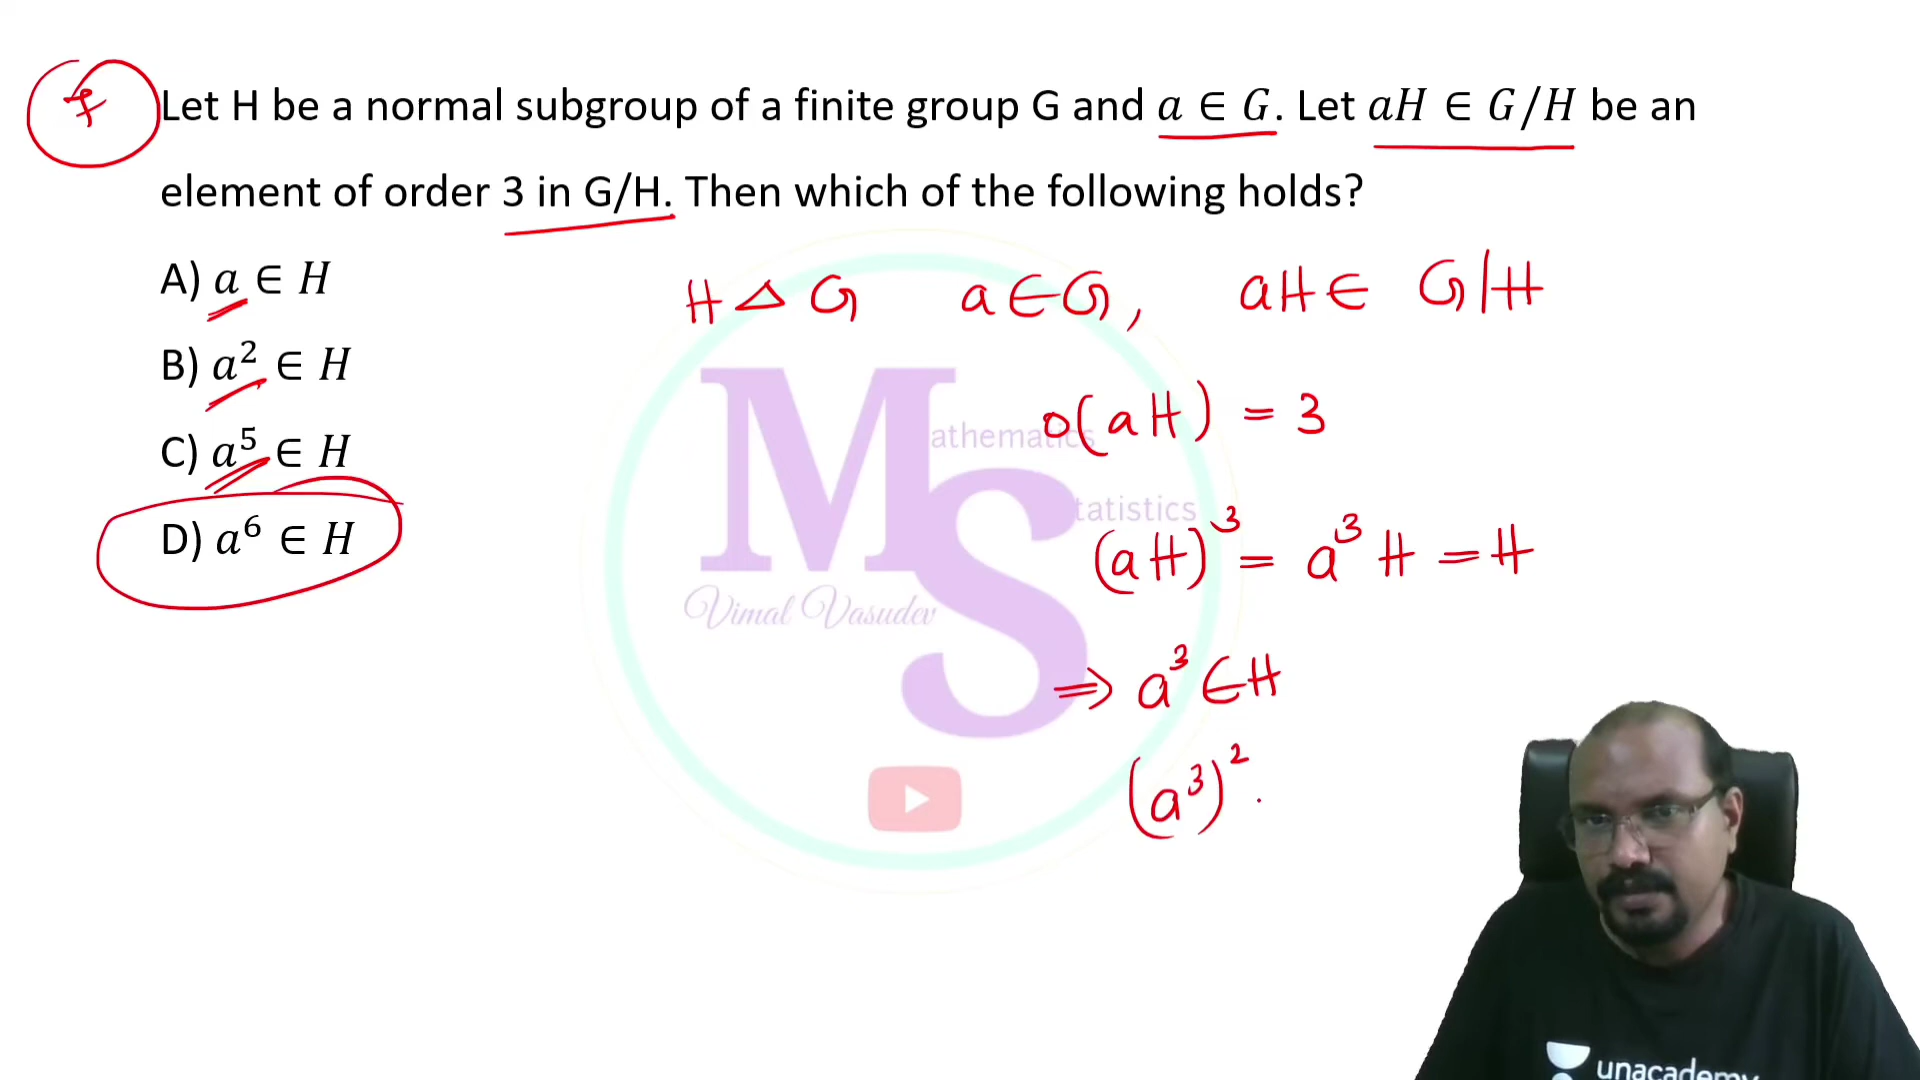 Let H be a normal subgroup of a finite group G and a ∈ G. Let aH ∈ G/H be an
element of order 3 in G/H. Then which of the following holds?
A) a ∈ H
B) a² ∈ H
C) a⁵ ∈ H
D) a⁶ ∈ H
H △ G a ∈ G, aH ∈ G/H
o(aH) = 3
(aH)³ = a³H = H
⇒ a³ ∈ H
(a³)² .
M
athematics
S
tatistics
Vimal Vasudev
unacademy